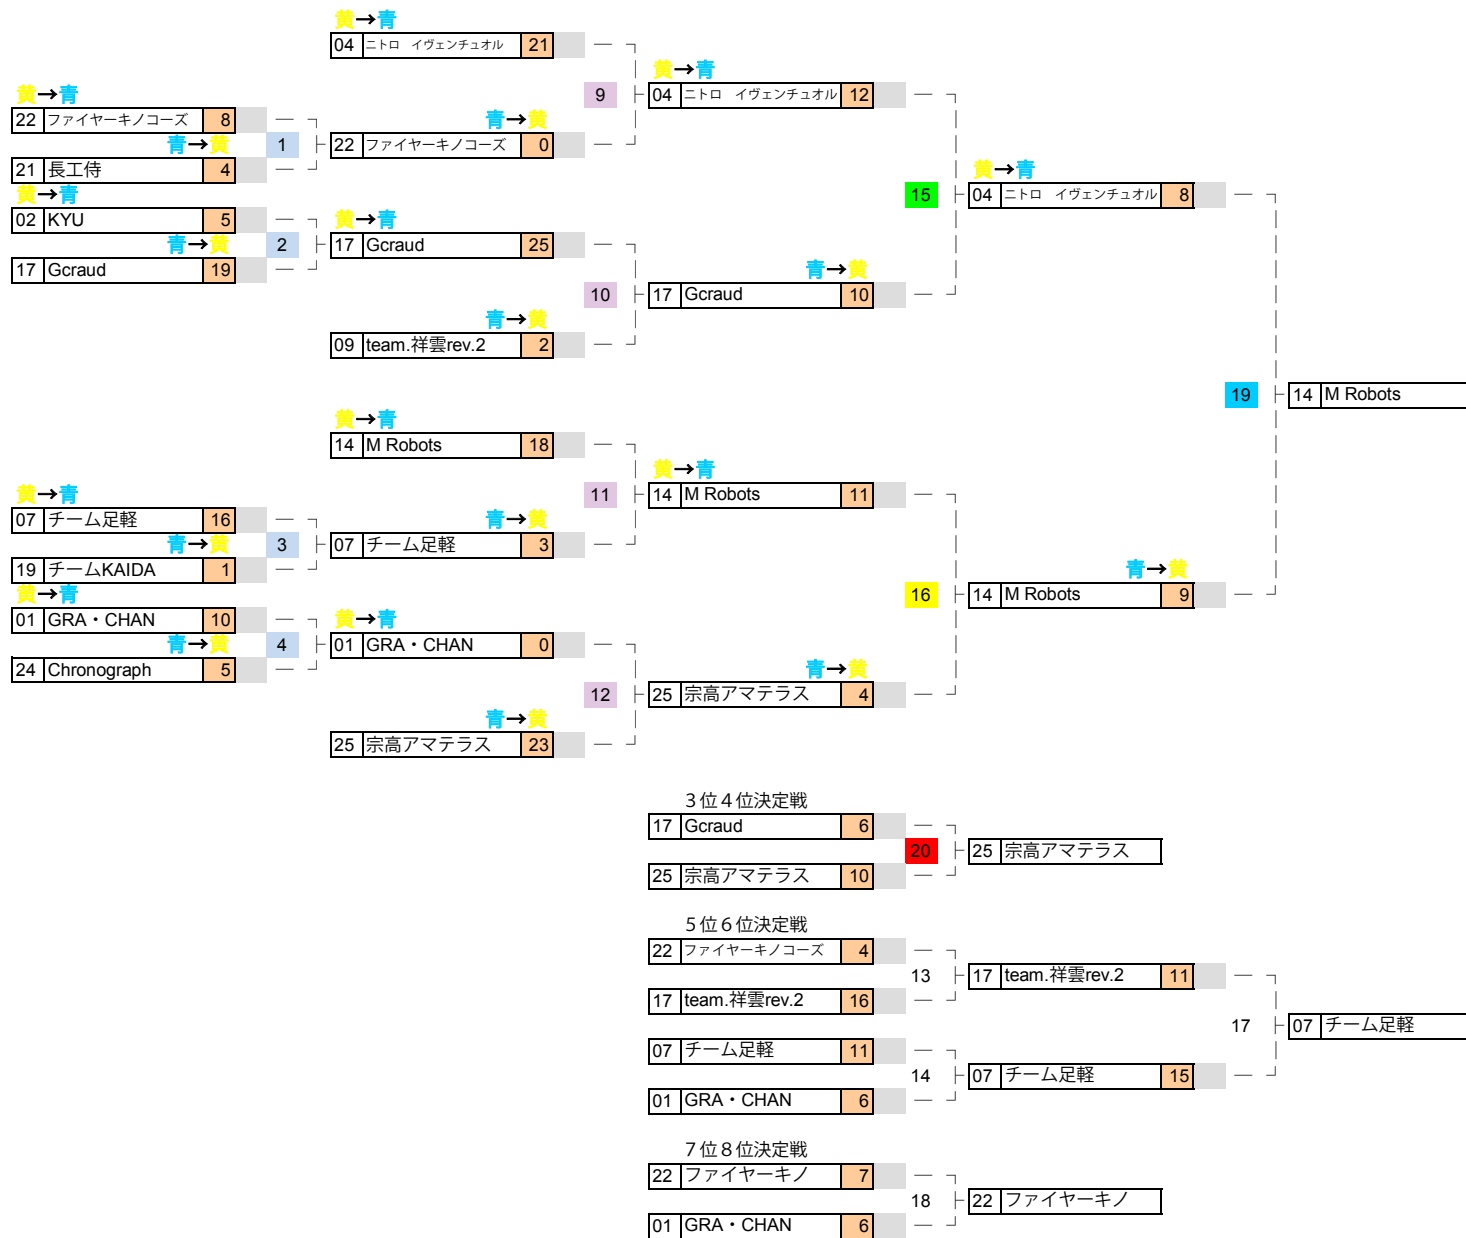 黄→青
04 ニトロ　イヴェンチュオル 21
黄→青
9
04 ニトロ　イヴェンチュオル 12
黄→青
22 ファイヤーキノコーズ 8
青→黄
22 ファイヤーキノコーズ 0
青→黄
1
21 長工侍 4
黄→青
04 ニトロ　イヴェンチュオル 8
15
黄→青
02 KYU 5
黄→青
17 Gcraud 25
青→黄
2
17 Gcraud 19
青→黄
17 Gcraud 10
10
青→黄
09 team.祥雲rev.2 2
19
14 M Robots
黄→青
14 M Robots 18
黄→青
11
14 M Robots 11
黄→青
07 チーム足軽 16
青→黄
07 チーム足軽 3
青→黄
3
19 チームKAIDA 1
青→黄
14 M Robots 9
16
黄→青
01 GRA・CHAN 10
黄→青
01 GRA・CHAN 0
青→黄
4
24 Chronograph 5
青→黄
25 宗高アマテラス 4
12
青→黄
25 宗高アマテラス 23
３位４位決定戦
17 Gcraud 6
20
25 宗高アマテラス
25 宗高アマテラス 10
５位６位決定戦
22 ファイヤーキノコーズ 4
13
17 team.祥雲rev.2 11
17 team.祥雲rev.2 16
17
07 チーム足軽
07 チーム足軽 11
14
07 チーム足軽 15
01 GRA・CHAN 6
７位８位決定戦
22 ファイヤーキノ 7
18
22 ファイヤーキノ
01 GRA・CHAN 6